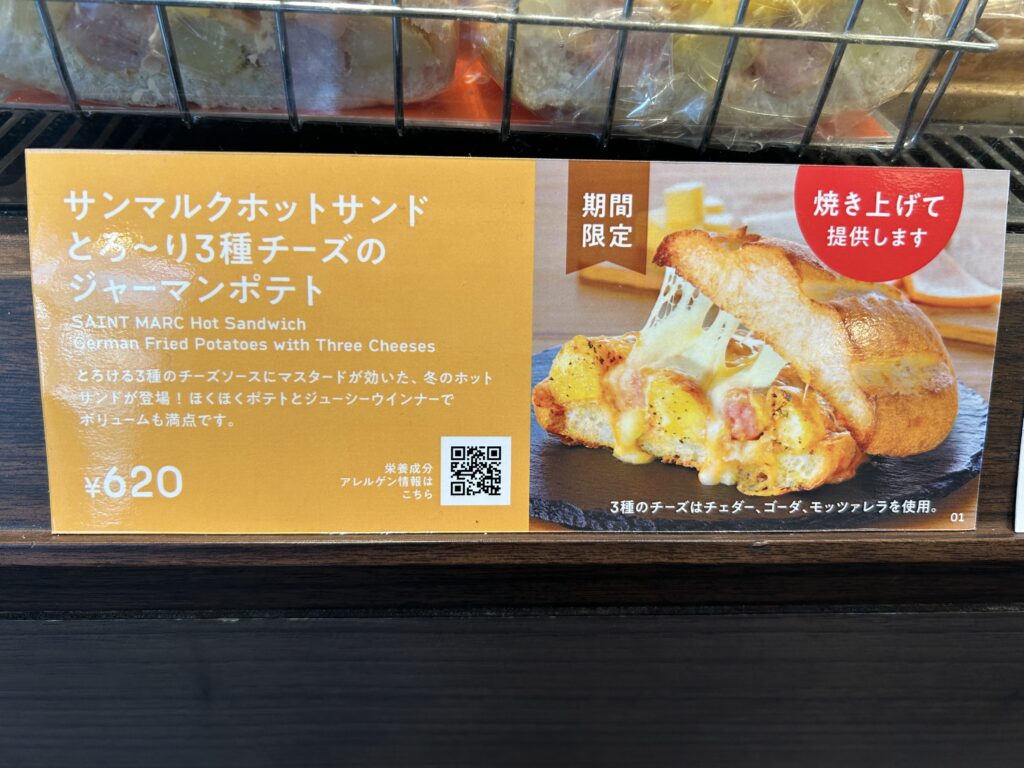 サンマルクホットサンド
とろ～り3種チーズの
ジャーマンポテト
SAINT MARC Hot Sandwich
German Fried Potatoes with Three Cheeses
とろける3種のチーズソースにマスタードが効いた、冬のホット
サンドが登場！ほくほくポテトとジューシーウインナーで
ボリュームも満点です。
¥620
栄養成分
アレルゲン情報は
こちら
期間
限定
焼き上げて
提供します
3種のチーズはチェダー、ゴーダ、モッツァレラを使用。
01